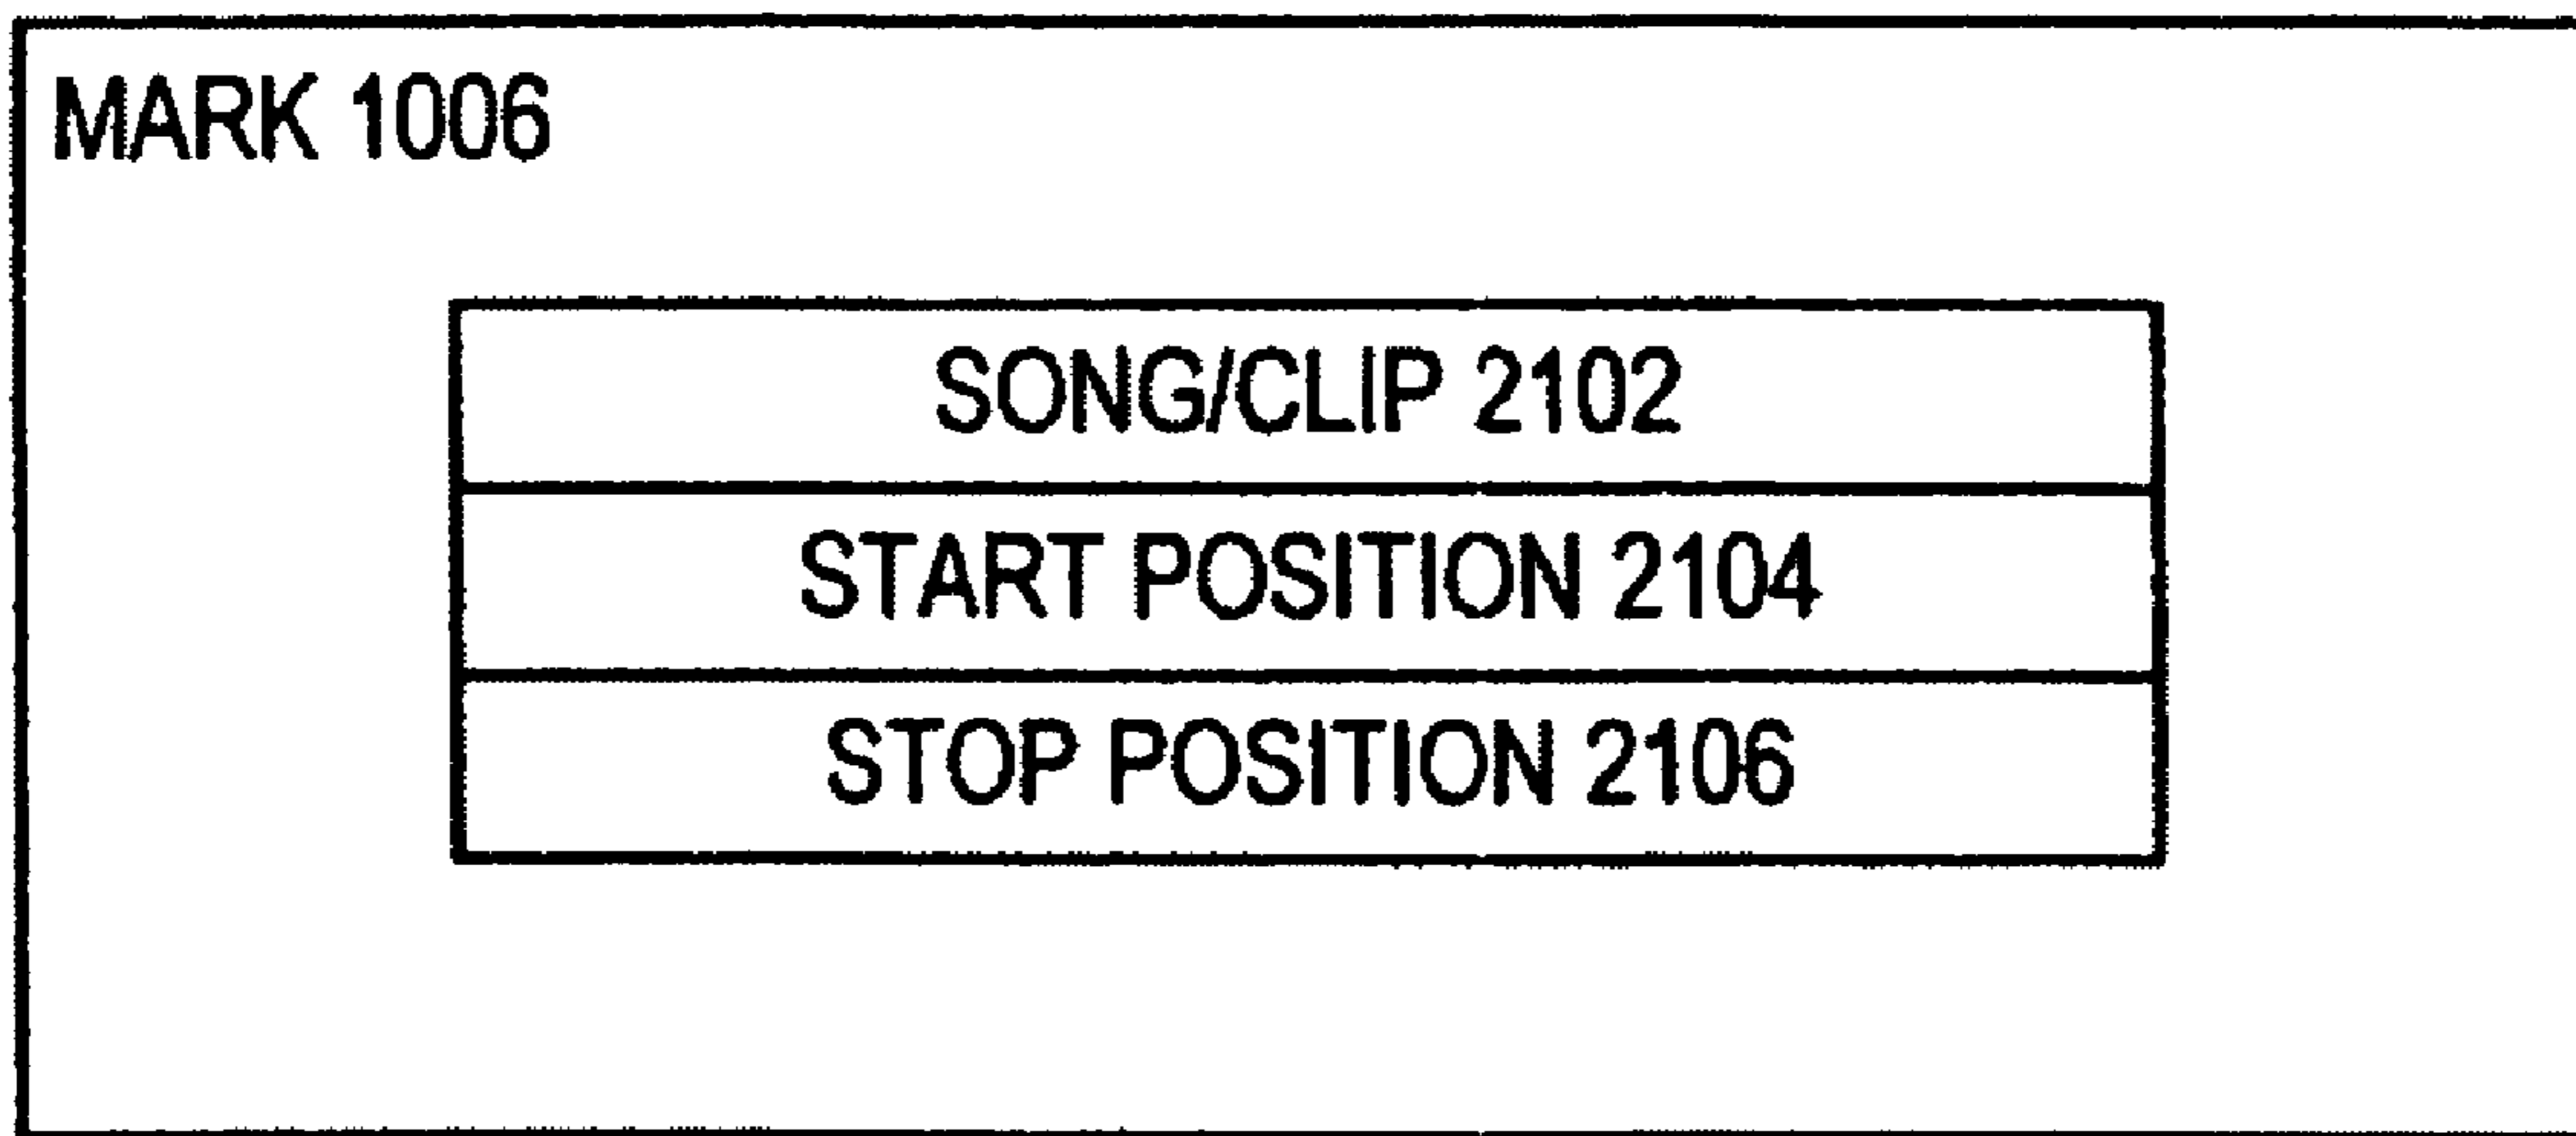 MARK 1006
SONG/CLIP 2102
START POSITION 2104
STOP POSITION 2106